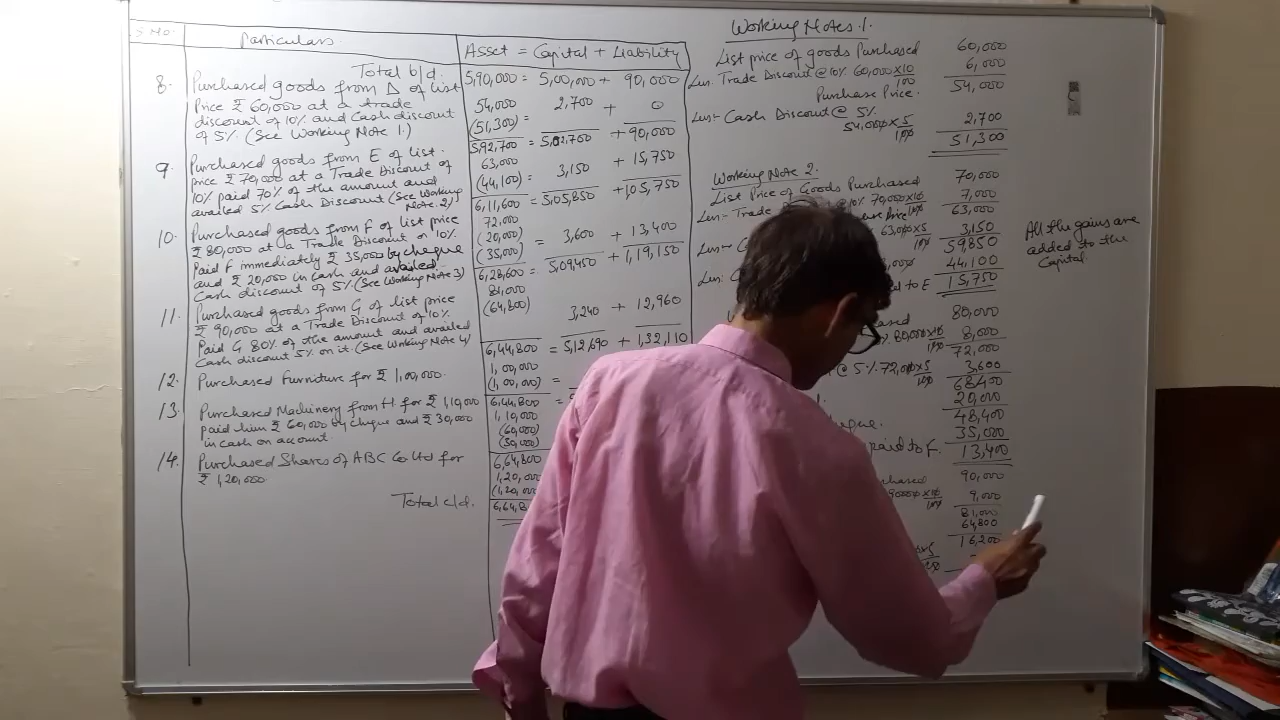 S.No.
Particulars
Asset = Capital + Liability
Total b/d.
5,90,000 = 5,00,000 + 90,000
8. Purchased goods from D of list
Price ₹ 60,000 at a trade
discount of 10% and Cash discount
of 5% (See Working Note 1.)
54,000
(51,300) = 2,700 + 0
5,92,700 = 5,02,700 + 90,000
9. Purchased goods from E of list
price ₹ 70,000 at a Trade Discount of
10% paid 70% of the amount and
availed 5% Cash Discount (See Working
Note. 2)
63,000
(44,100) = 3,150 + 15,750
6,11,600 = 5,05,850 + 1,05,750
10. Purchased goods from F of list price
₹ 80,000 at a Trade Discount of 10%.
Paid F immediately ₹ 35,000 by cheque
and ₹ 20,000 in Cash and availed
Cash discount of 5% (See Working Note 3)
72,000
(20,000)
(35,000) = 3,600 + 13,400
6,28,600 = 5,09,450 + 1,19,150
11. Purchased goods from G of list price
₹ 90,000 at a Trade Discount of 10%.
Paid G 80% of the amount and availed
Cash discount 5% on it (See Working Note 4)
81,000
(64,800)
3,240 + 12,960
6,44,800 = 5,12,690 + 1,32,110
12. Purchased Furniture for ₹ 1,00,000.
1,00,000
(1,00,000) =
6,44,800 =
13. Purchased Machinery from H for ₹ 1,10,000
paid him ₹ 60,000 by cheque and ₹ 30,000
in cash on account.
1,10,000
(60,000)
(30,000)
6,64,800
14. Purchased Shares of ABC Co Ltd for
₹ 1,20,000
1,20,000
(1,20,000
Total c/d.
6,64,8
Working Notes 1.
List price of goods Purchased 60,000
Less: Trade Discount @ 10% 60,000 x 10/100 6,000
Purchase Price. 54,000
Less:- Cash Discount @ 5%
54,000 x 5/100 2,700
51,300
Working Note 2.
List Price of Goods Purchased 70,000
Less:- Trade 10% 70,000 x 10/100 7,000
Price 63,000
Less:- 63,000 x 5/100 3,150
59,850
Less: 44,100
to E 15,750
80,000
80,000 x 10/100 8,000
72,000
@ 5% 72,000 x 5/100 3,600
68400
20,000
48,400
35,000
paid to F. 13,400
90,000
90000 x 10/100 9,000
81,000
64,800
16,200
All the gains are
added to the
Capital.